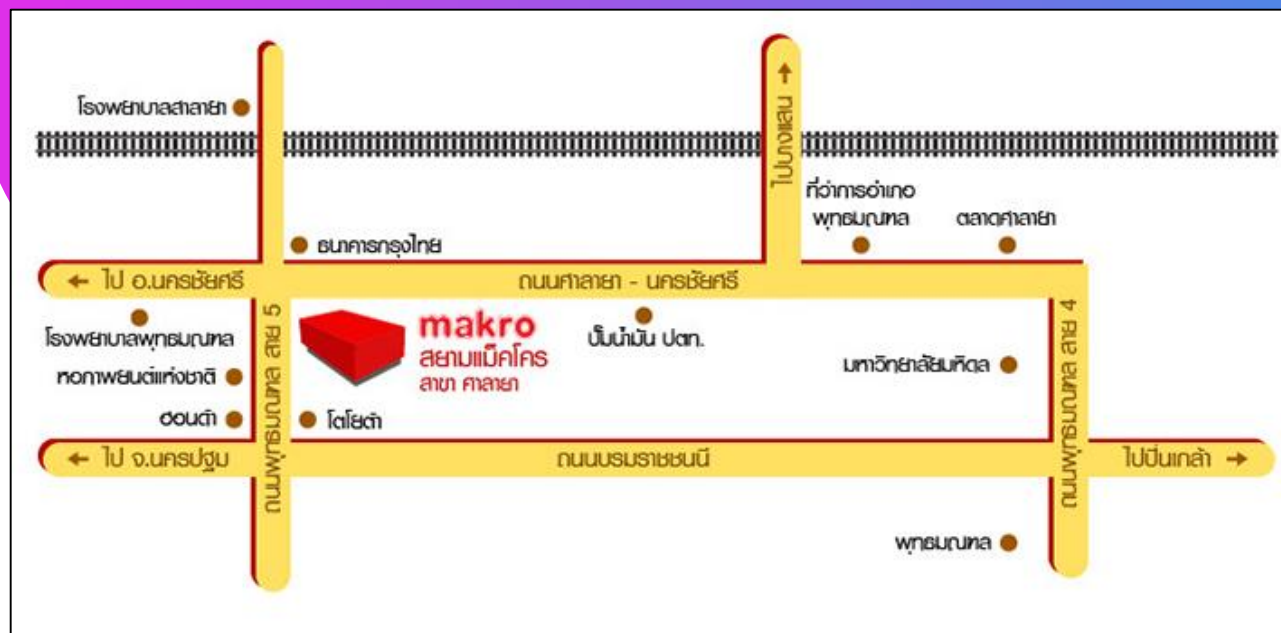 โรงพยาบาลศาลายา
ไปบางเลน
ที่ว่าการอำเภอ
พุทธมณฑล
ตลาดศาลายา
ธนาคารกรุงไทย
← ไป อ.นครชัยศรี
ถนนศาลายา - นครชัยศรี
โรงพยาบาลพุทธมณฑล
makro
สยามแม็คโคร
สาขา ศาลายา
ปั๊มน้ำมัน ปตท.
หอภาพยนต์แห่งชาติ
มหาวิทยาลัยมหิดล
ฮอนด้า
โตโยต้า
ถนนพุทธมณฑล สาย 5
ถนนพุทธมณฑล สาย 4
← ไป จ.นครปฐม
ถนนบรมราชชนนี
ไปปิ่นเกล้า →
พุทธมณฑล